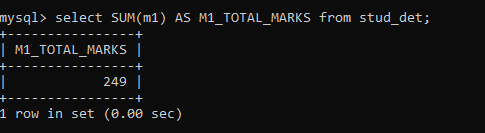 mysql> select SUM(m1) AS M1_TOTAL_MARKS from stud_det;
+----------------+
| M1_TOTAL_MARKS |
+----------------+
|            249 |
+----------------+
1 row in set (0.00 sec)